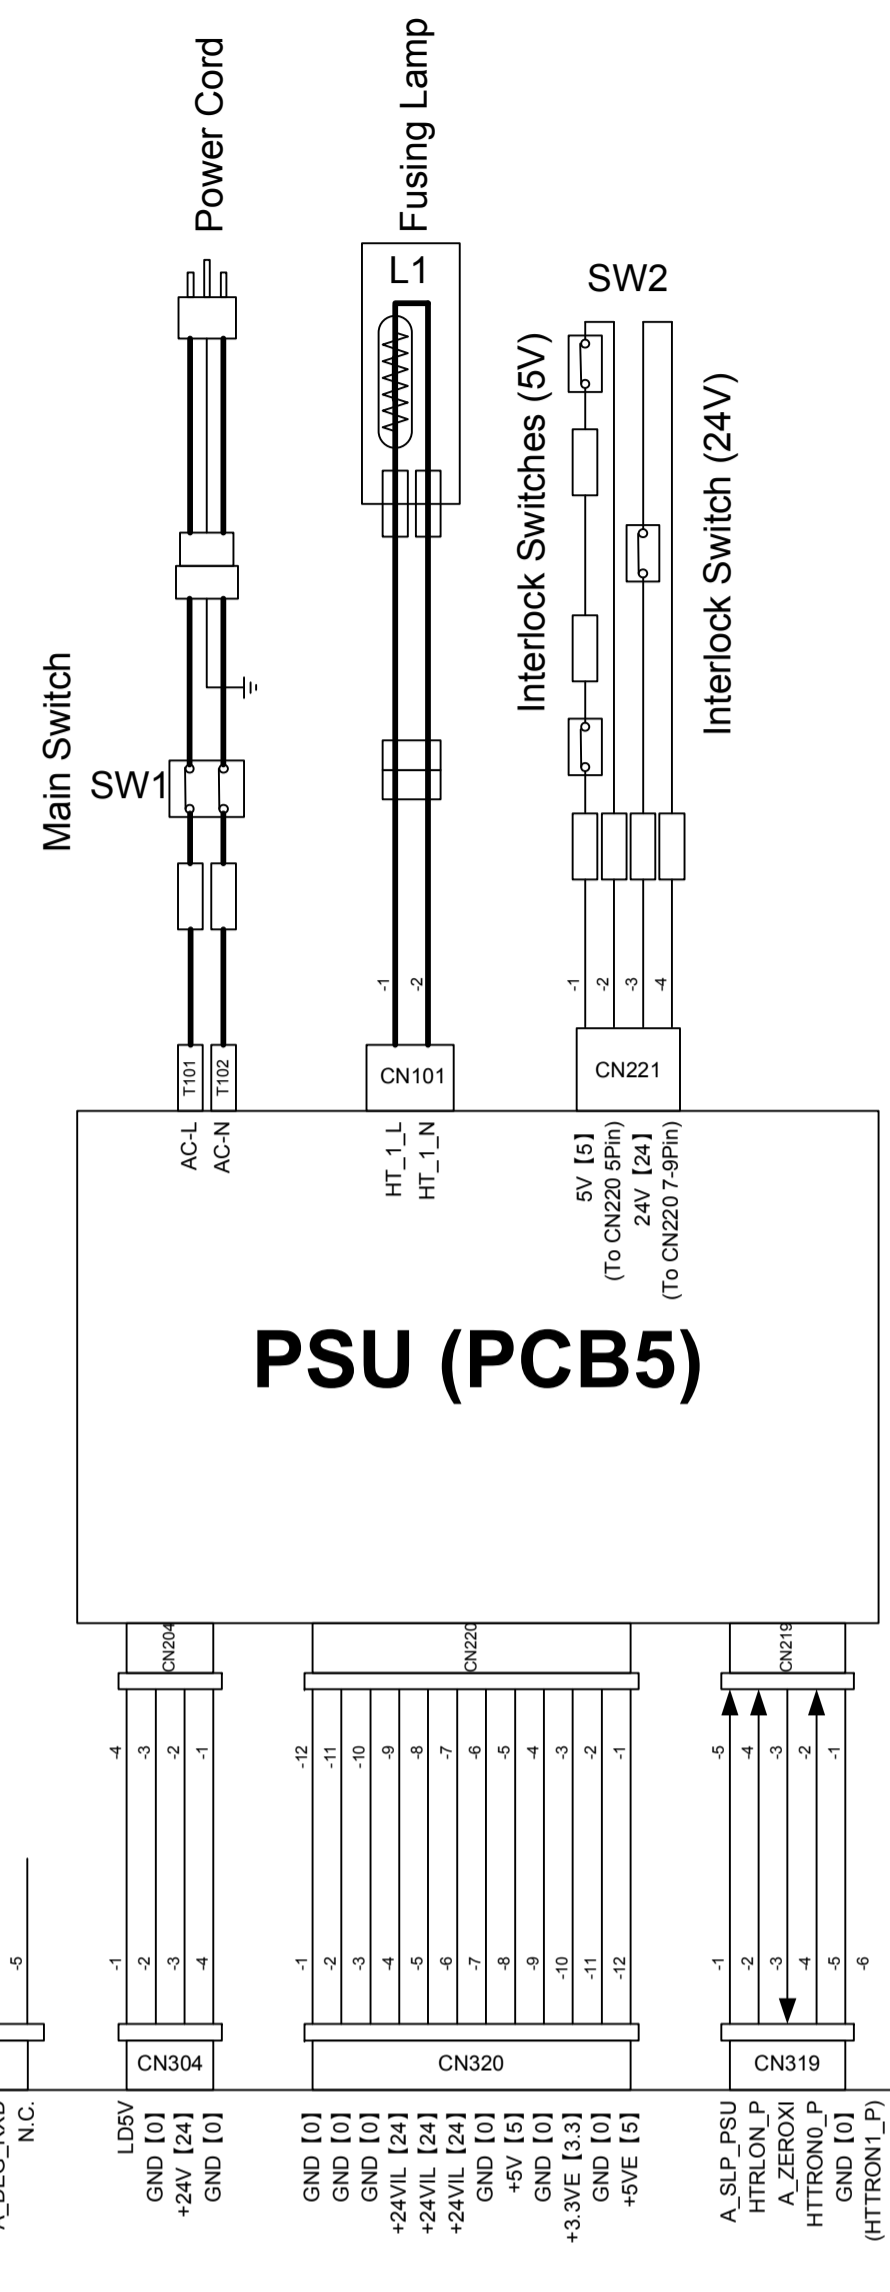 Power Cord
Fusing Lamp
L1
SW2
Interlock Switches (5V)
Interlock Switch (24V)
Main Switch
SW1
-1
-2
-1
-2
-3
-4
T101
T102
CN101
CN221
AC-L
AC-N
HT_1_L
HT_1_N
5V【5】
(To CN220 5Pin)
24V【24】
(To CN220 7-9Pin)
PSU (PCB5)
CN204
CN220
CN219
-4
-3
-2
-1
-12
-11
-10
-9
-8
-7
-6
-5
-4
-3
-2
-1
-5
-4
-3
-2
-1
-5
-1
-2
-3
-4
-1
-2
-3
-4
-5
-6
-7
-8
-9
-10
-11
-12
-1
-2
-3
-4
-5
-6
CN304
CN320
CN319
N.C.
LD5V
GND【0】
+24V【24】
GND【0】
GND【0】
GND【0】
GND【0】
+24VIL【24】
+24VIL【24】
+24VIL【24】
GND【0】
+5V【5】
GND【0】
+3.3VE【3.3】
GND【0】
+5VE【5】
A_SLP_PSU
HTRLON_P
A_ZEROXI
HTTRON0_P
GND【0】
(HTTRON1_P)